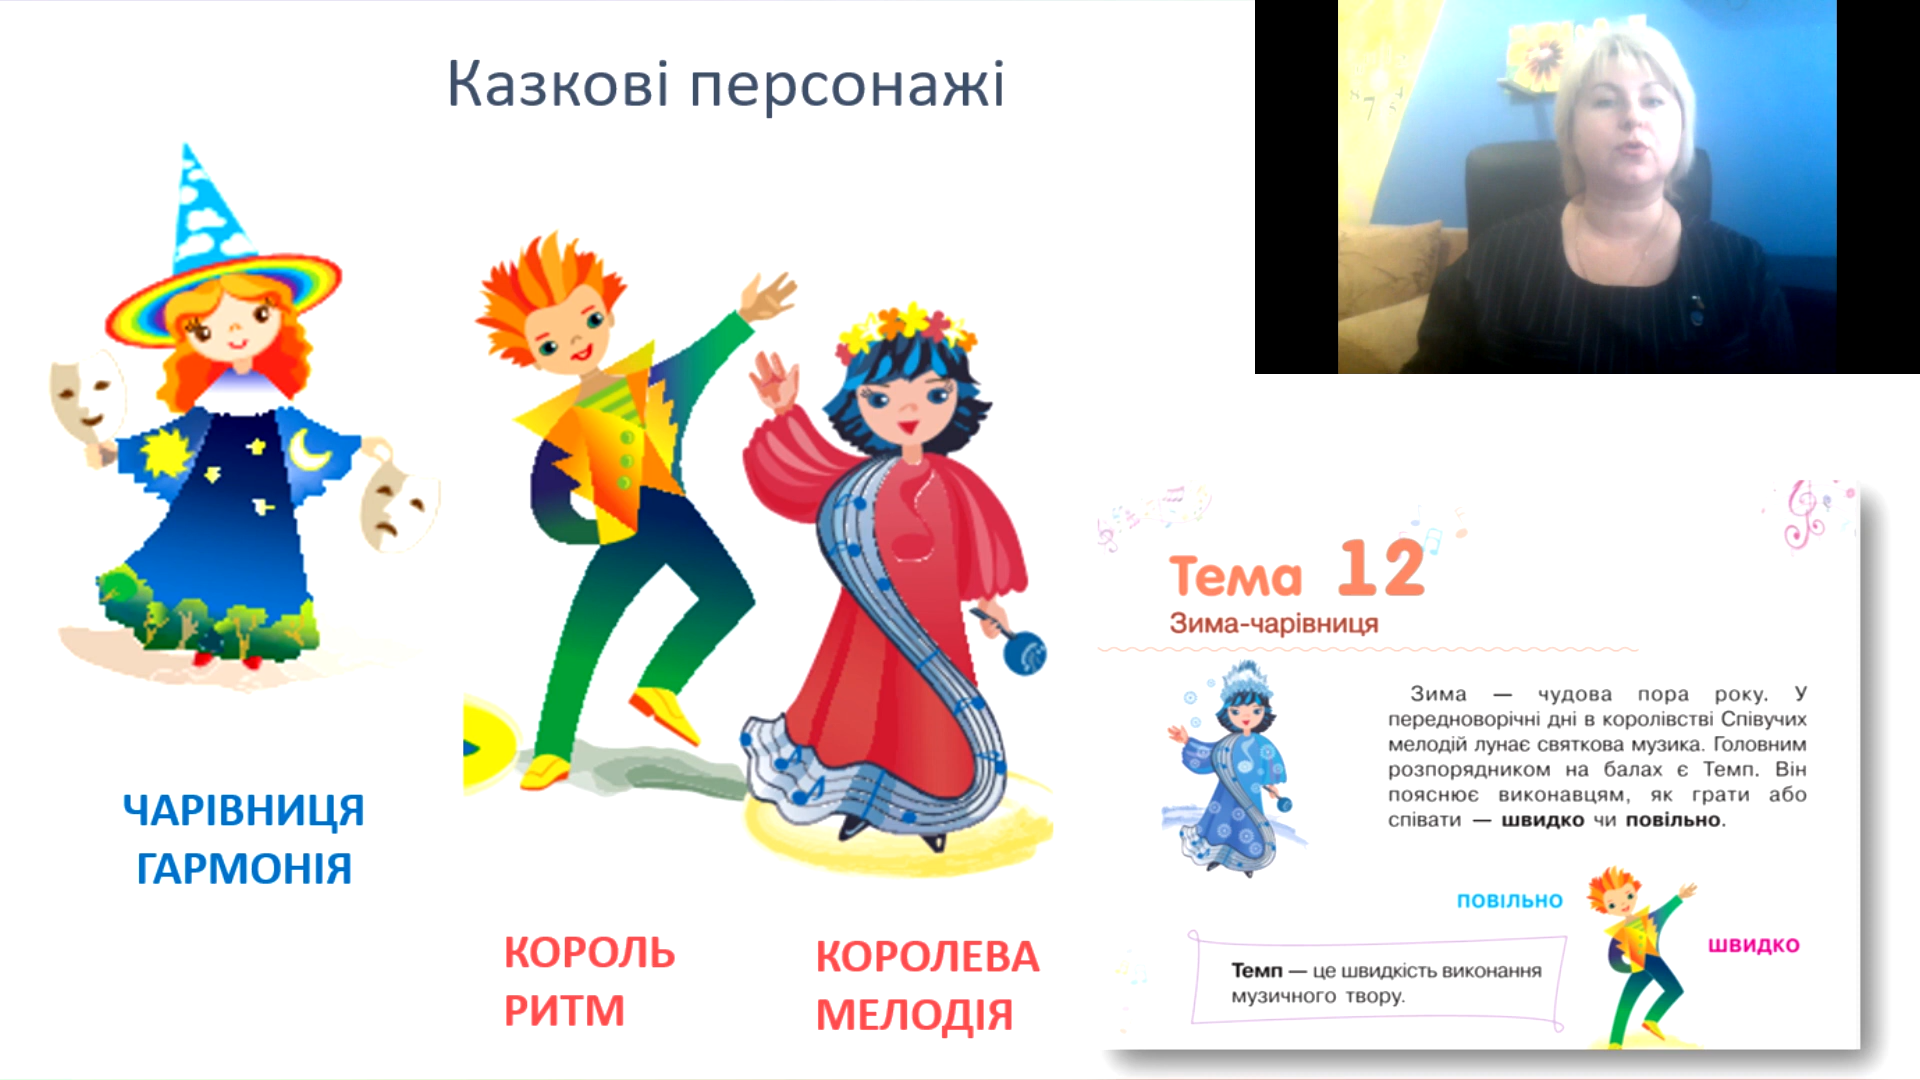 Казкові персонажі
ЧАРІВНИЦЯ
ГАРМОНІЯ
КОРОЛЬ
РИТМ
КОРОЛЕВА
МЕЛОДІЯ
Тема 12
Зима-чарівниця
Зима — чудова пора року. У
передноворічні дні в королівстві Співучих
мелодій лунає святкова музика. Головним
розпорядником на балах є Темп. Він
пояснює виконавцям, як грати або
співати — швидко чи повільно.
ПОВІЛЬНО
ШВИДКО
Темп — це швидкість виконання
музичного твору.